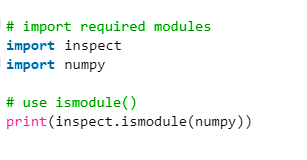 # import required modules
import inspect
import numpy
# use ismodule()
print(inspect.ismodule(numpy))